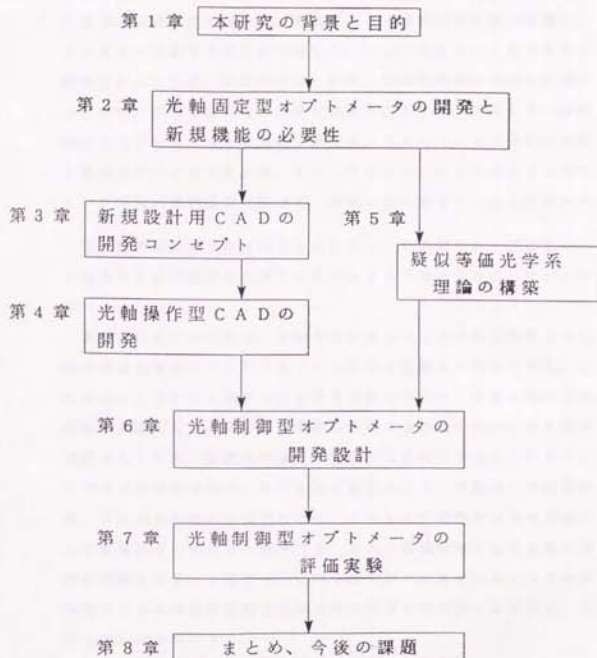 第1章 本研究の背景と目的
第2章 光軸固定型オプトメータの開発と
新規機能の必要性
第3章 新規設計用CADの
開発コンセプト
第5章
疑似等価光学系
理論の構築
第4章 光軸操作型CADの
開発
第6章 光軸制御型オプトメータの
開発設計
第7章 光軸制御型オプトメータの
評価実験
第8章 まとめ、今後の課題